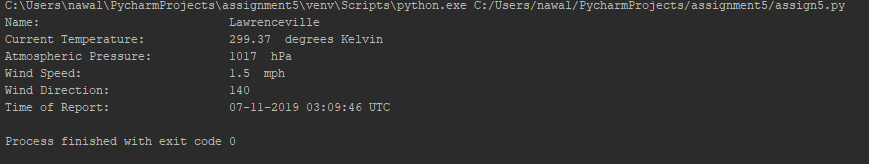 C:\Users\nawal\PycharmProjects\assignment5\venv\Scripts\python.exe C:/Users/nawal/PycharmProjects/assignment5/assign5.py
Name: Lawrenceville
Current Temperature: 299.37  degrees Kelvin
Atmospheric Pressure: 1017  hPa
Wind Speed: 1.5  mph
Wind Direction: 140
Time of Report: 07-11-2019 03:09:46 UTC
Process finished with exit code 0